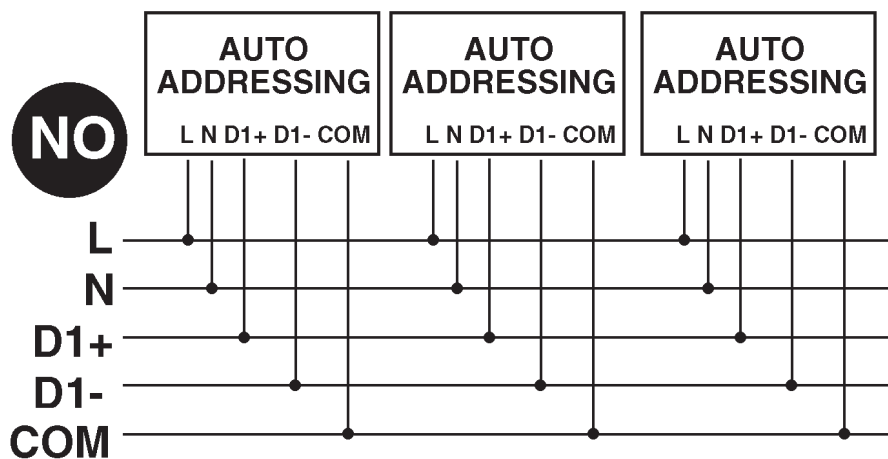 AUTO ADDRESSING
L N D1+ D1- COM
AUTO ADDRESSING
L N D1+ D1- COM
AUTO ADDRESSING
L N D1+ D1- COM
NO
L
N
D1+
D1-
COM